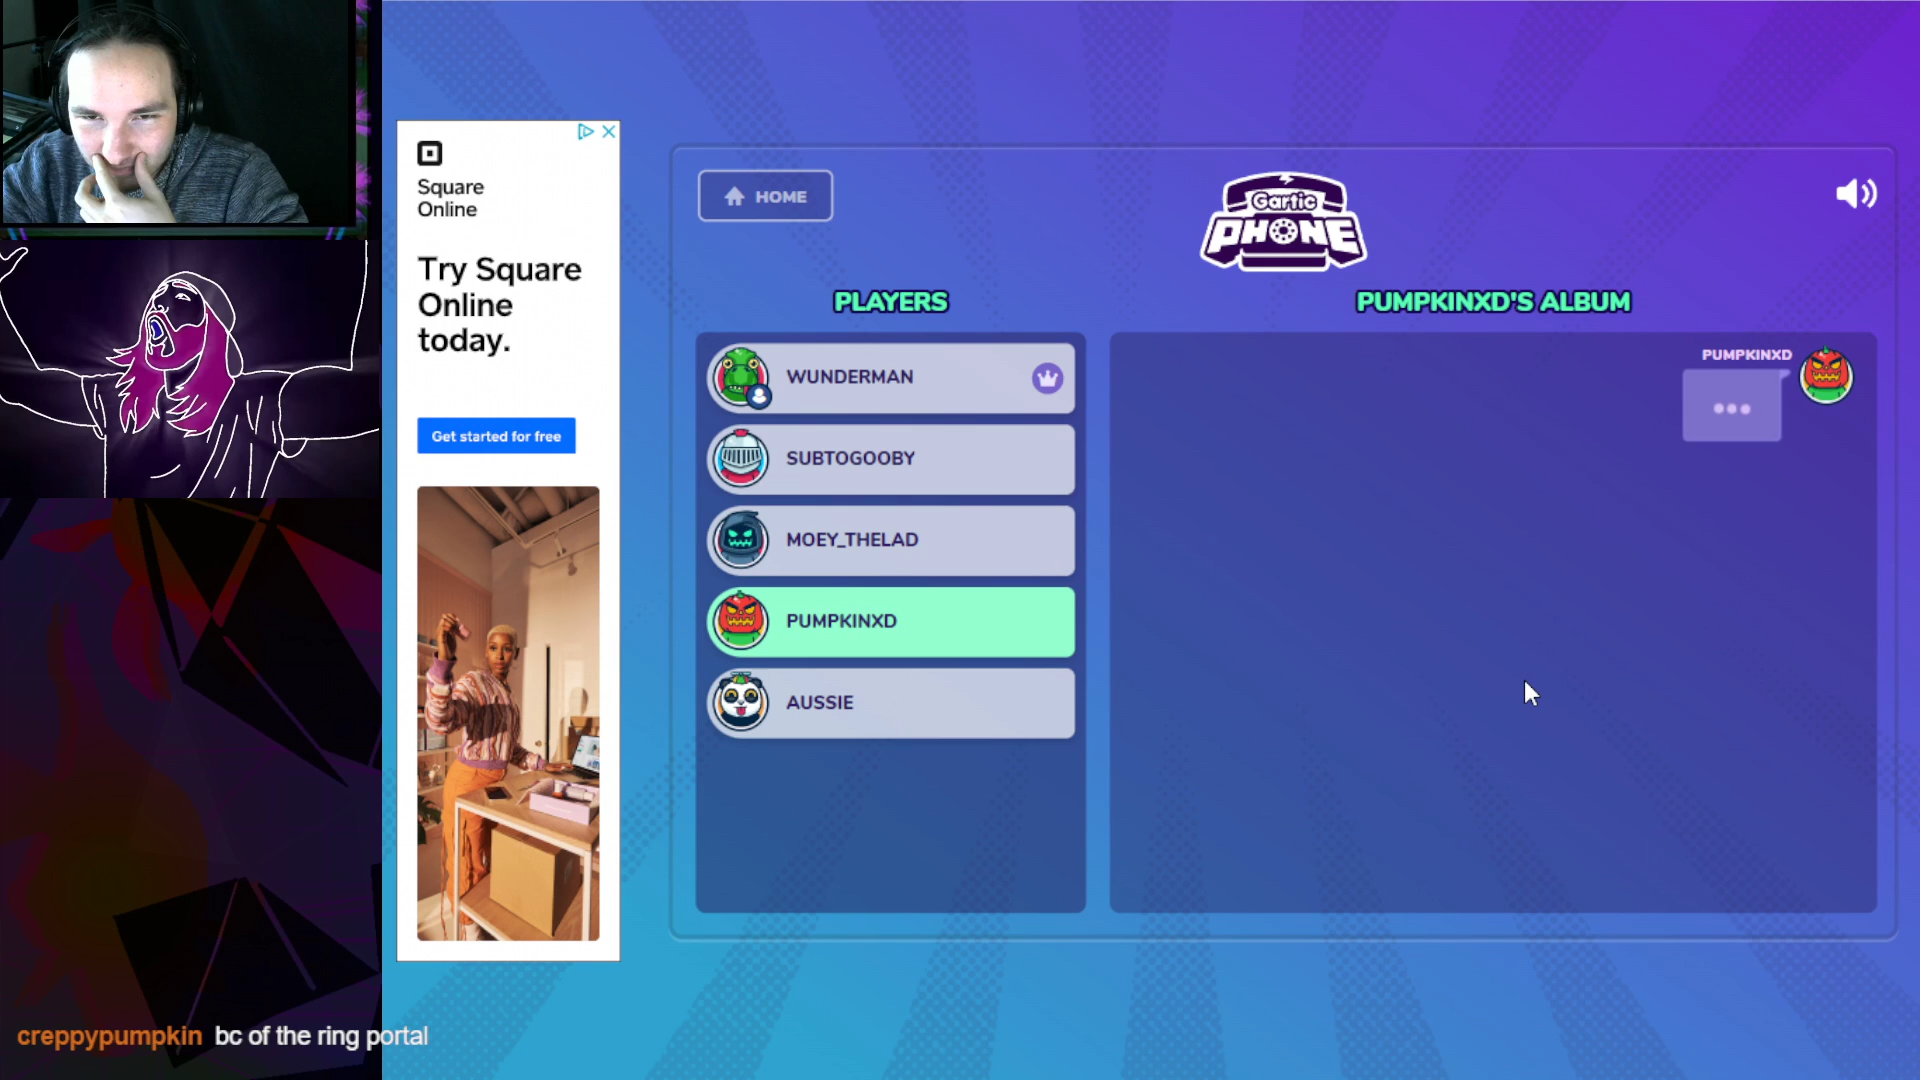 Square
Online
Try Square
Online
today.
Get started for free
HOME
Gartic
PHONE
PLAYERS
WUNDERMAN
SUBTOGOOBY
MOEY_THELAD
PUMPKINXD
AUSSIE
PUMPKINXD'S ALBUM
PUMPKINXD
creppypumpkin bc of the ring portal